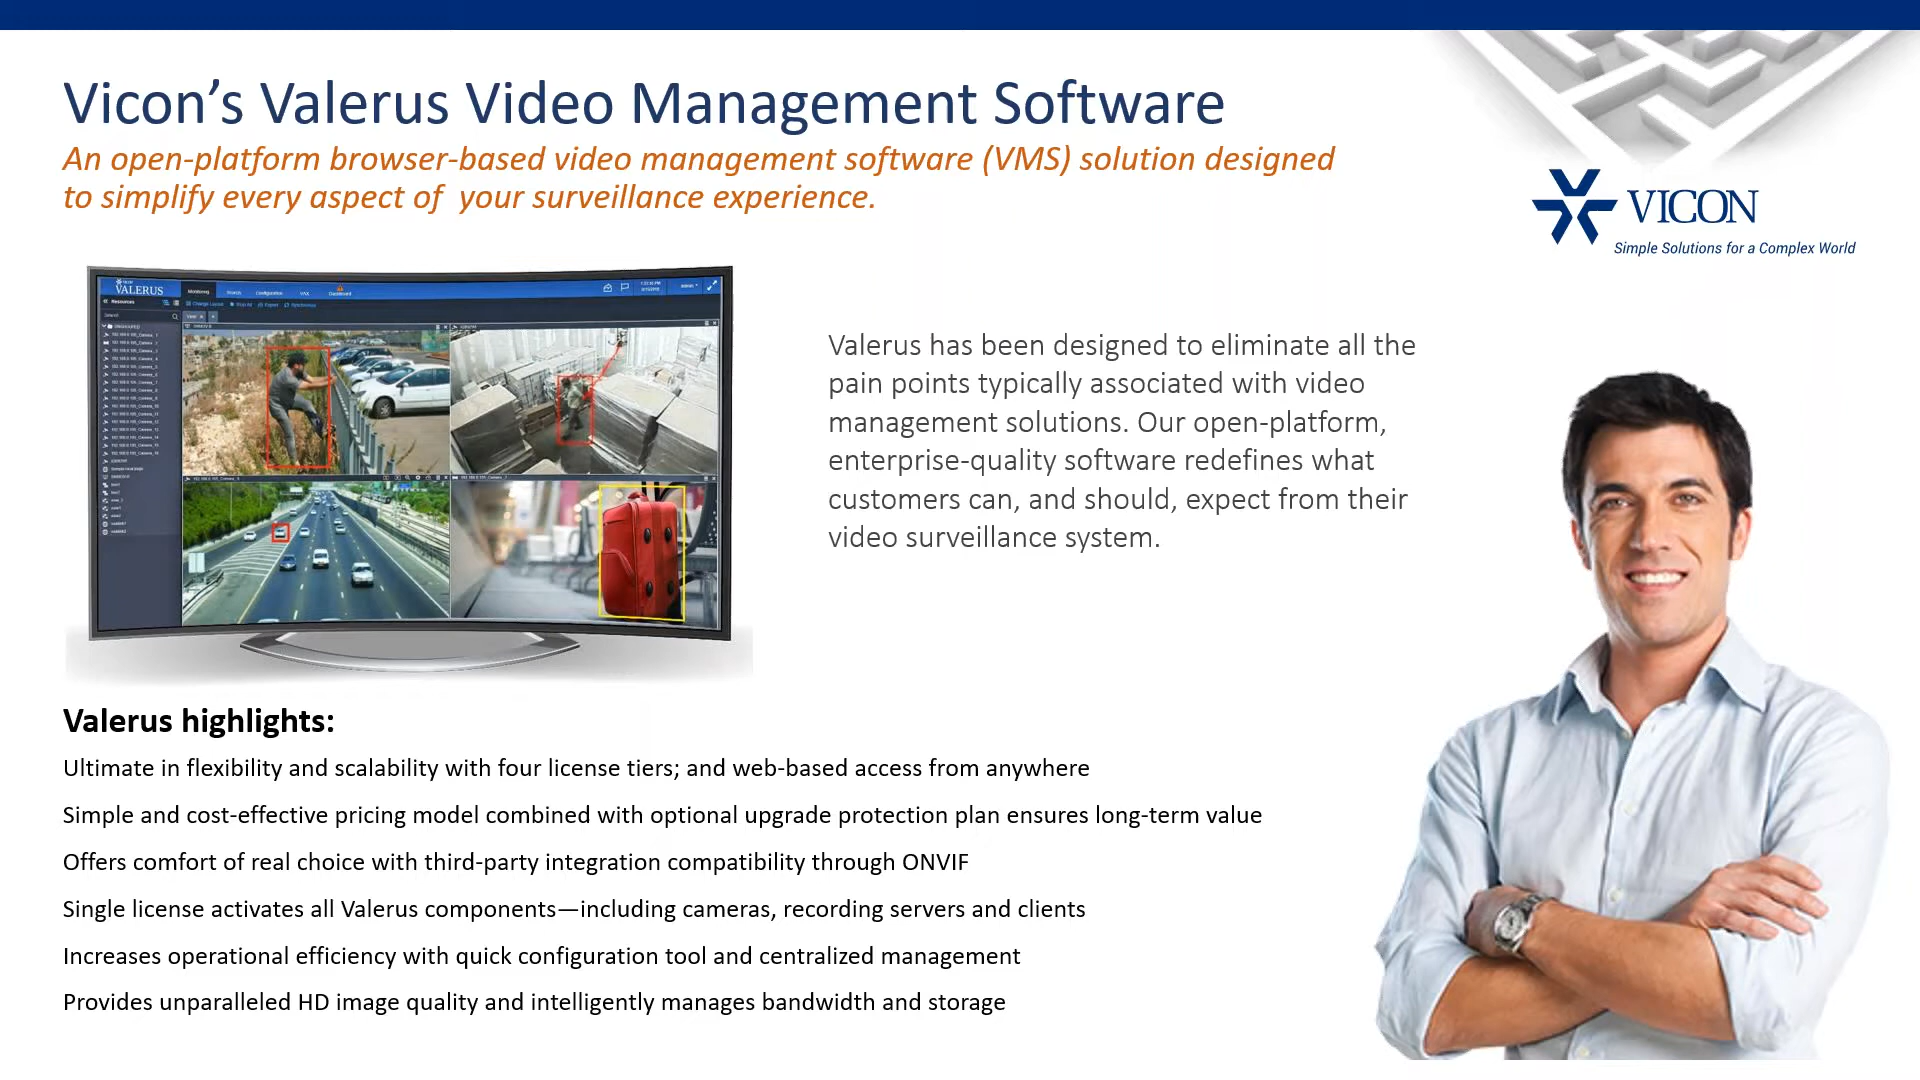 Vicon’s Valerus Video Management Software
An open-platform browser-based video management software (VMS) solution designed
to simplify every aspect of  your surveillance experience.
VICON
Simple Solutions for a Complex World
VALERUS
Monitoring
Search
Configuration
VAX
Dashboard
Resources
Search
Valerus has been designed to eliminate all the
pain points typically associated with video
management solutions. Our open-platform,
enterprise-quality software redefines what
customers can, and should, expect from their
video surveillance system.
Valerus highlights:
Ultimate in flexibility and scalability with four license tiers; and web-based access from anywhere
Simple and cost-effective pricing model combined with optional upgrade protection plan ensures long-term value
Offers comfort of real choice with third-party integration compatibility through ONVIF
Single license activates all Valerus components—including cameras, recording servers and clients
Increases operational efficiency with quick configuration tool and centralized management
Provides unparalleled HD image quality and intelligently manages bandwidth and storage